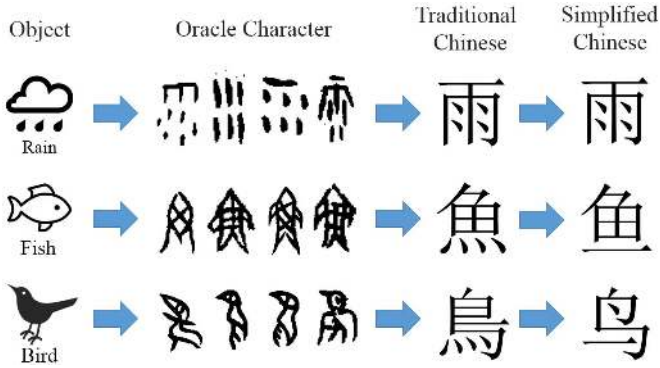 Object Oracle Character Traditional Chinese Simplified Chinese
Rain 雨 雨
Fish 魚 鱼
Bird 鳥 鸟